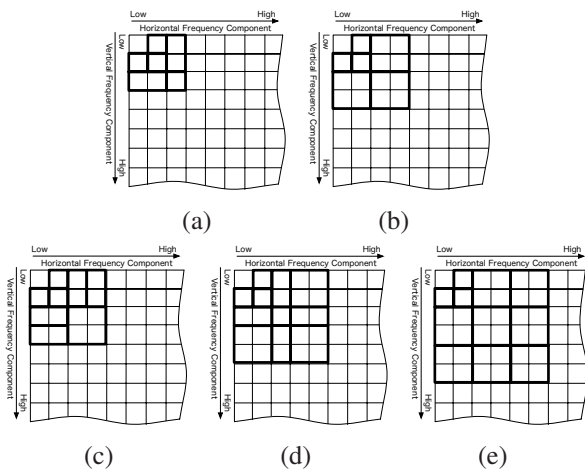 Low High
Horizontal Frequency Component
Low
Vertical Frequency Component
High
(a)
Low High
Horizontal Frequency Component
Low
Vertical Frequency Component
High
(b)
Low High
Horizontal Frequency Component
Low
Vertical Frequency Component
High
(c)
Low High
Horizontal Frequency Component
Low
Vertical Frequency Component
High
(d)
Low High
Horizontal Frequency Component
Low
Vertical Frequency Component
High
(e)